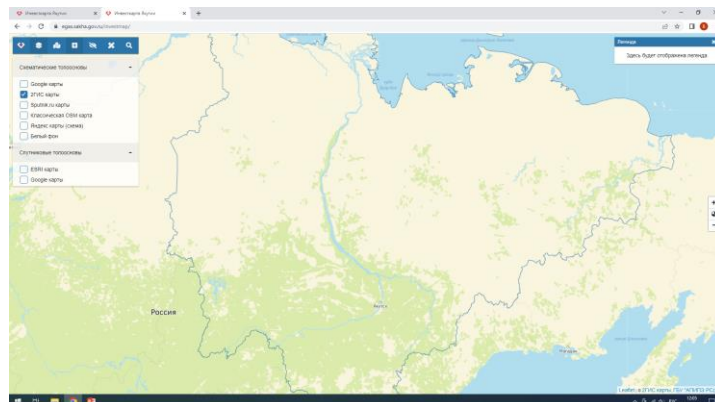 Инвесткарта Якутии
Инвесткарта Якутии
Схематические топоосновы
Google карты
2ГИС карты
Sputnik.ru карты
Классическая OSM карта
Яндекс карты (схема)
Белый фон
Спутниковые топоосновы
ESRI карты
Google карты
Легенда
Здесь будет отображена легенда
Россия
Якутск
Магадан